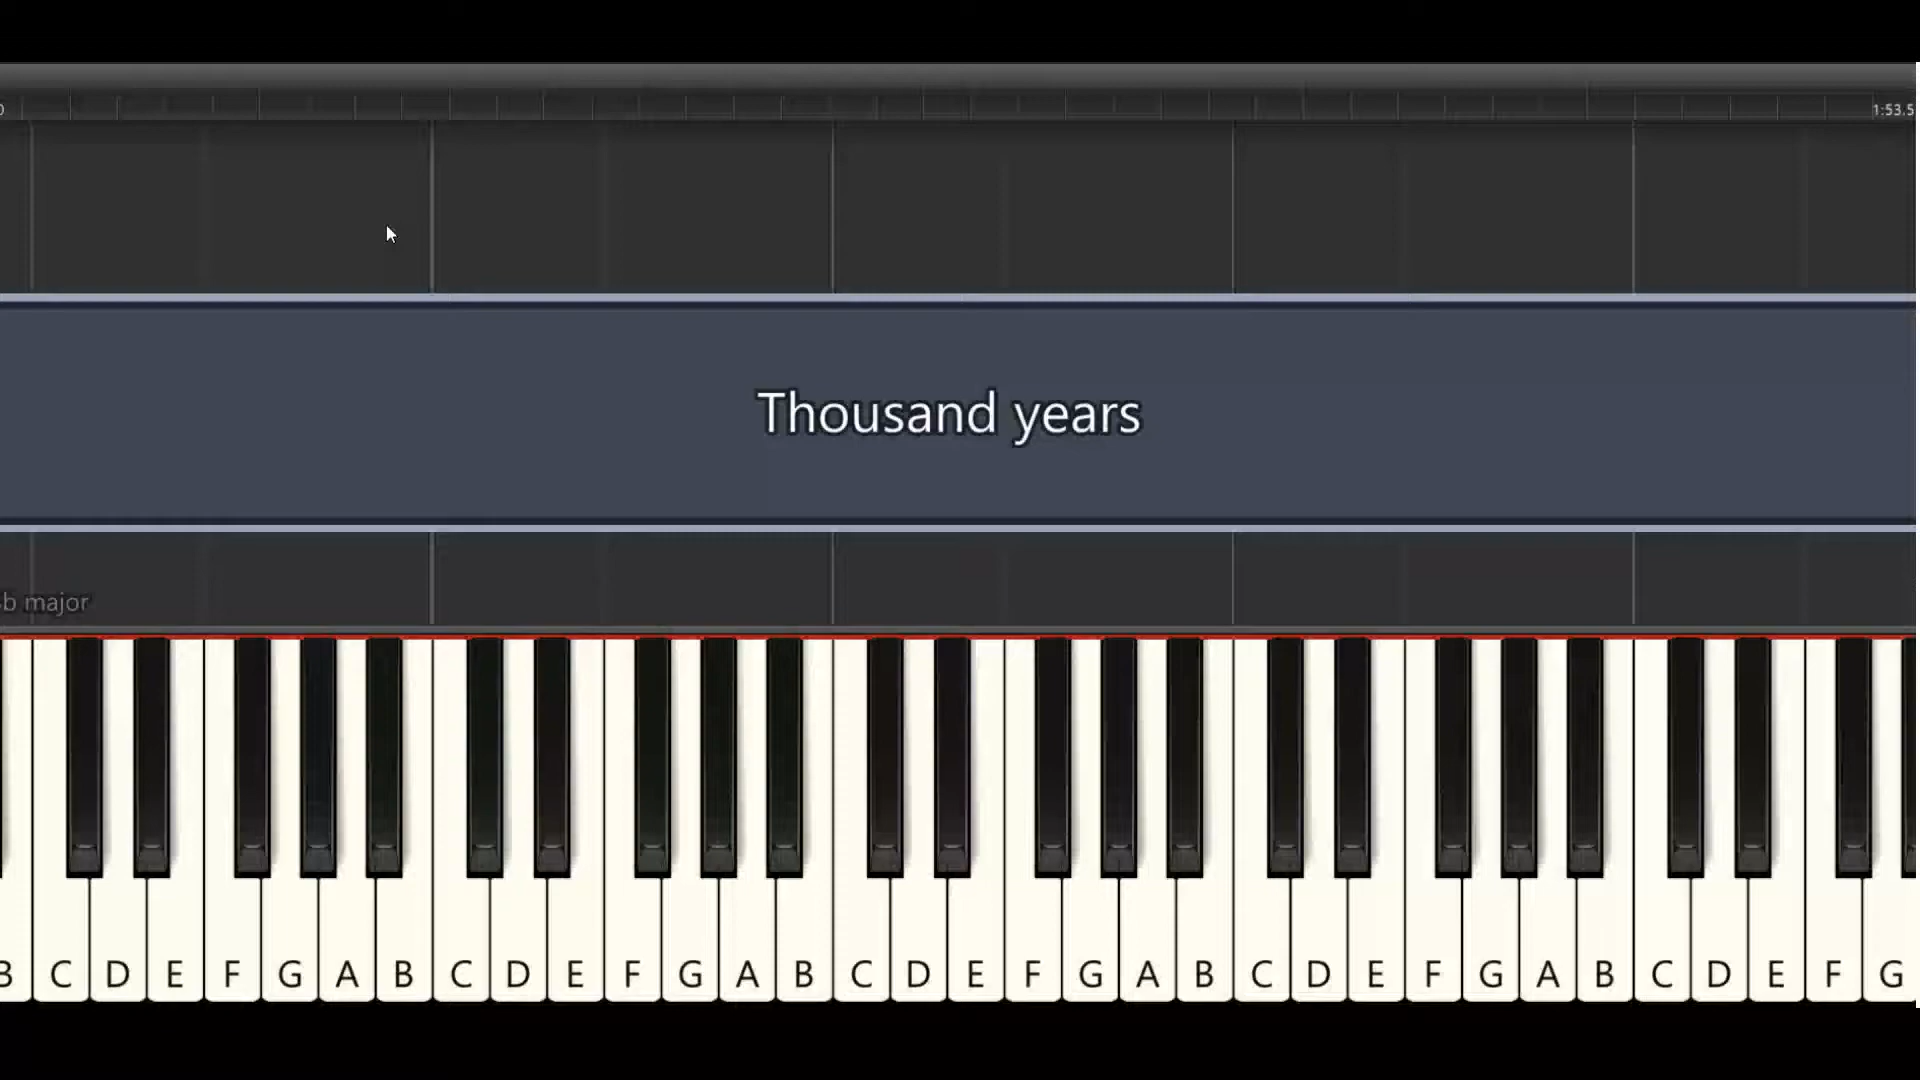 1:53.5
Thousand years
b major
B C D E F G A B C D E F G A B C D E F G A B C D E F G A B C D E F G